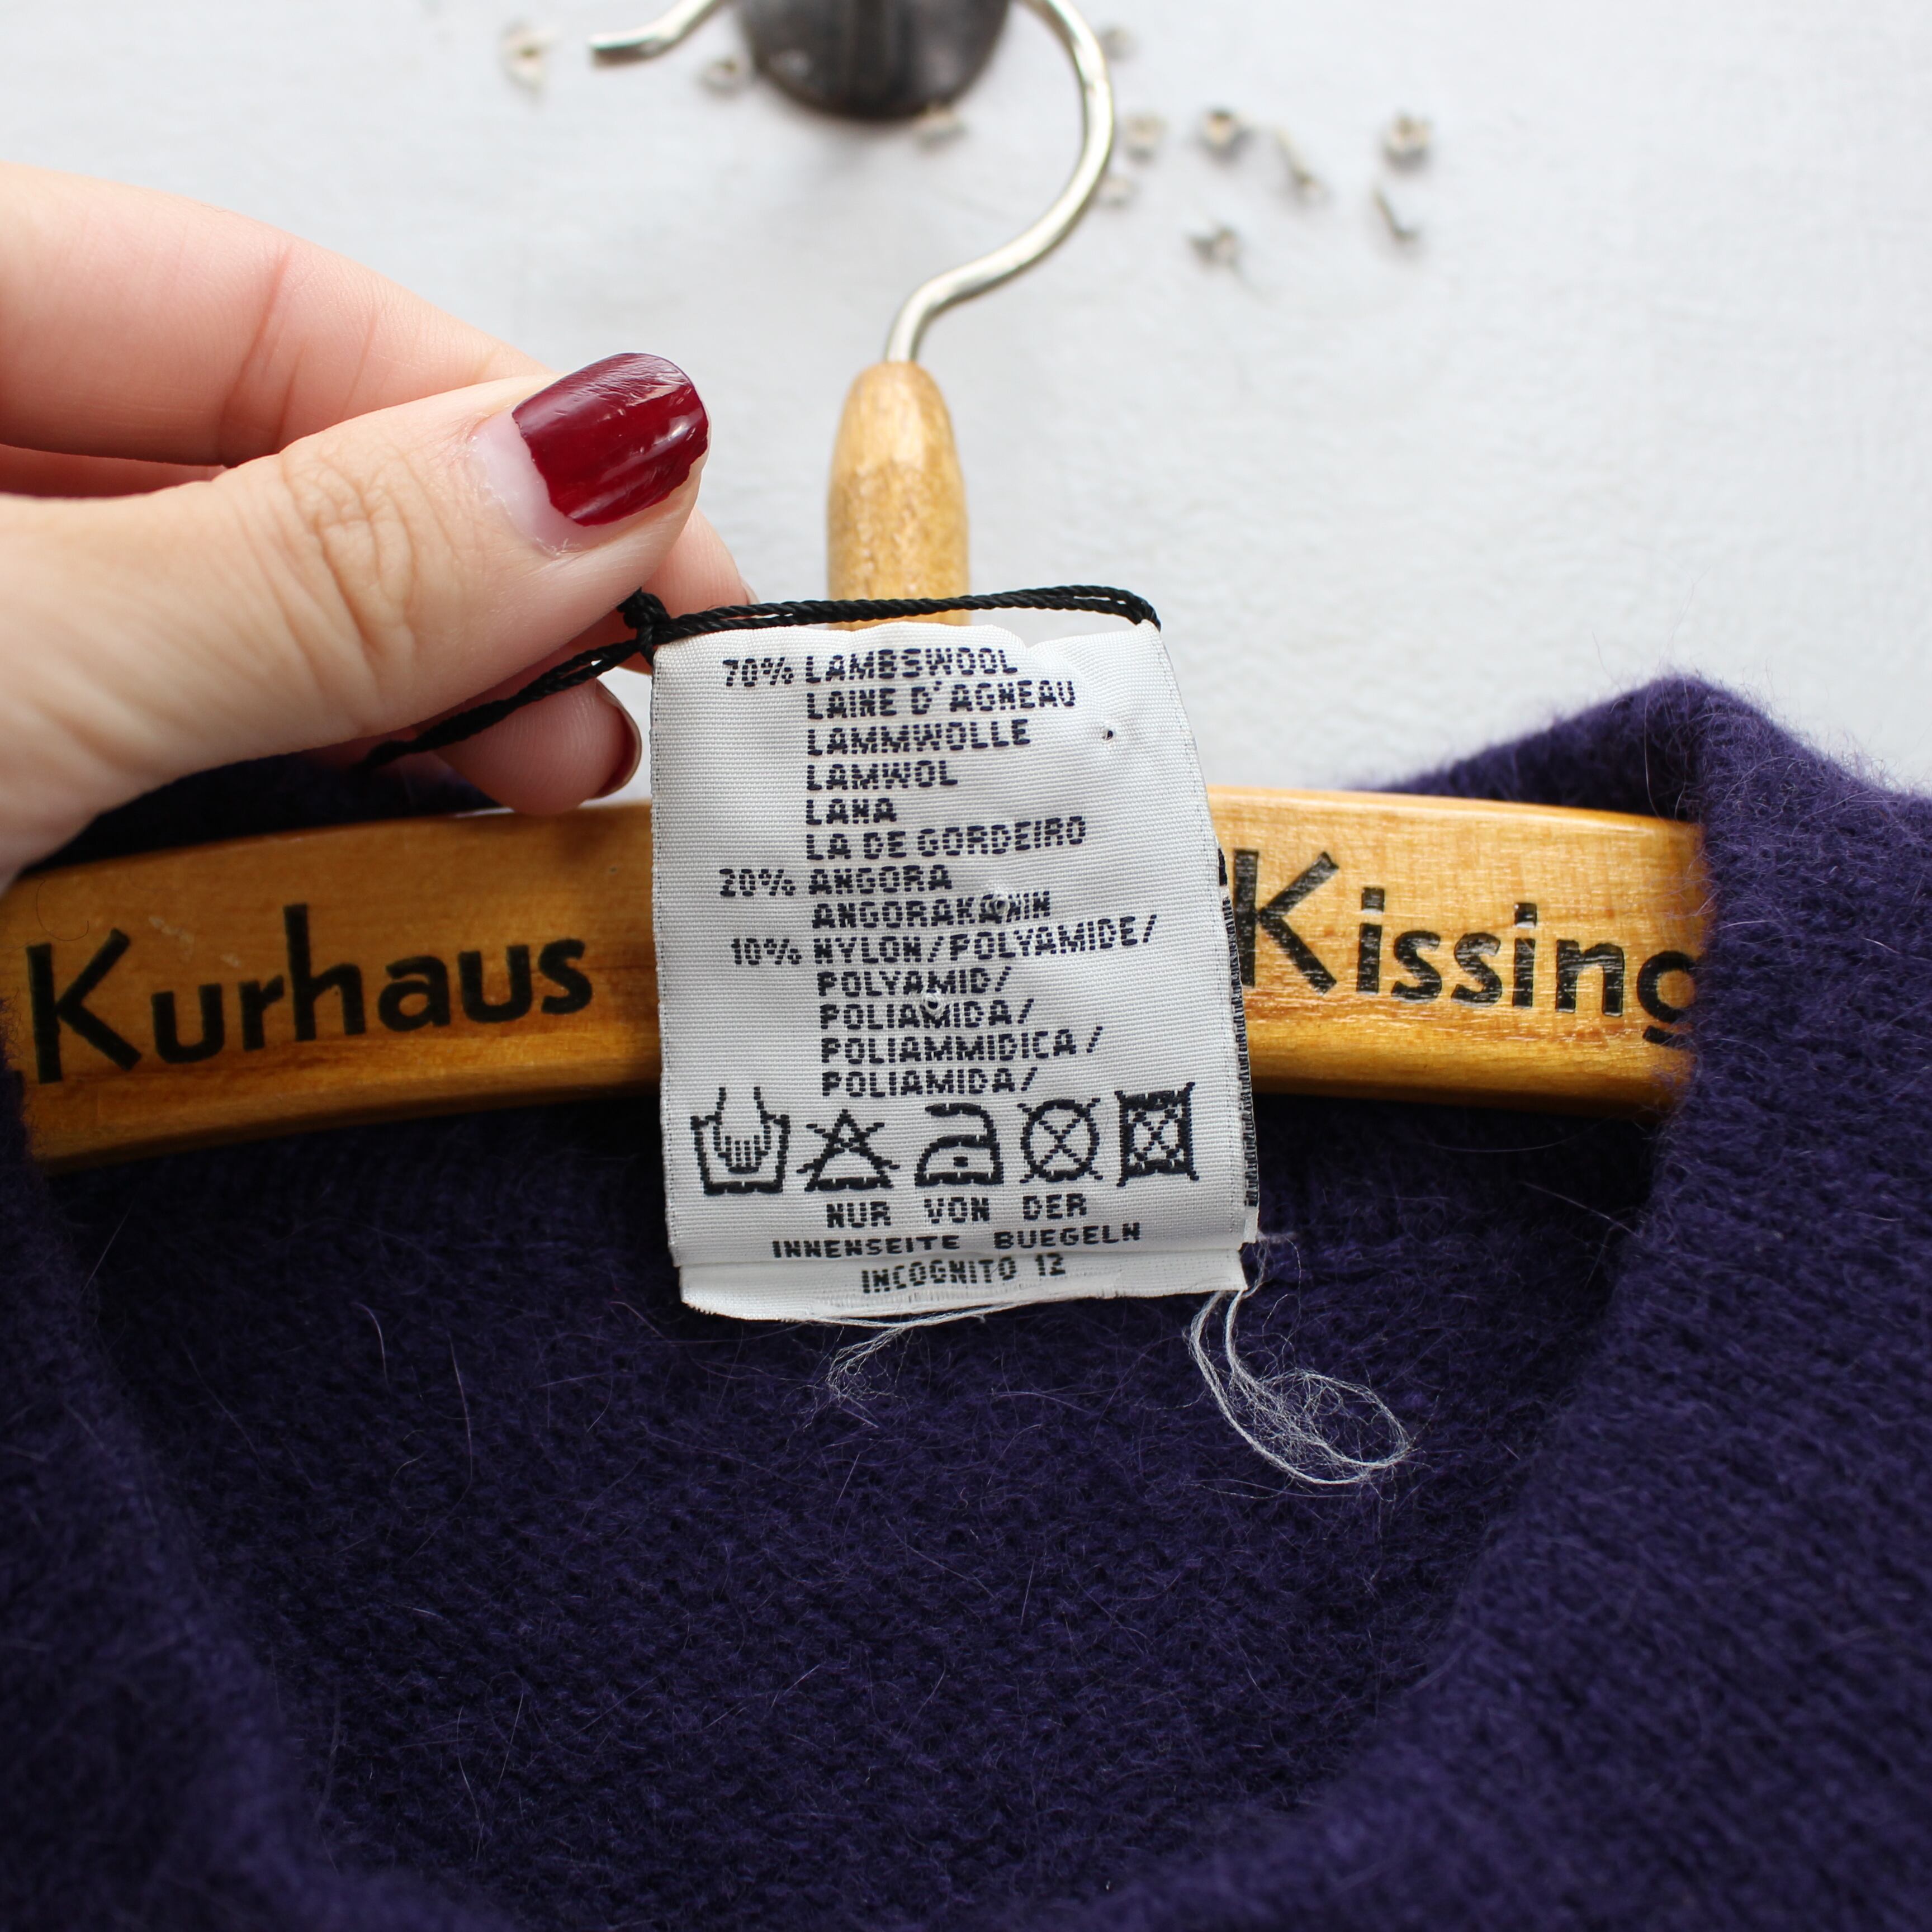 70% LAMBSWOOL
LAINE D'AGNEAU
LAMMWOLLE
LAMWOL
LANA
LA DE GORDEIRO
20% ANGORA
ANGORAKANIN
10% NYLON/POLYAMIDE/
POLYAMID/
POLIAMIDA/
POLIAMMIDICA/
POLIAMIDA/
NUR VON DER
INNENSEITE BUEGELN
INCOGNITO 12
Kurhaus
Kissing